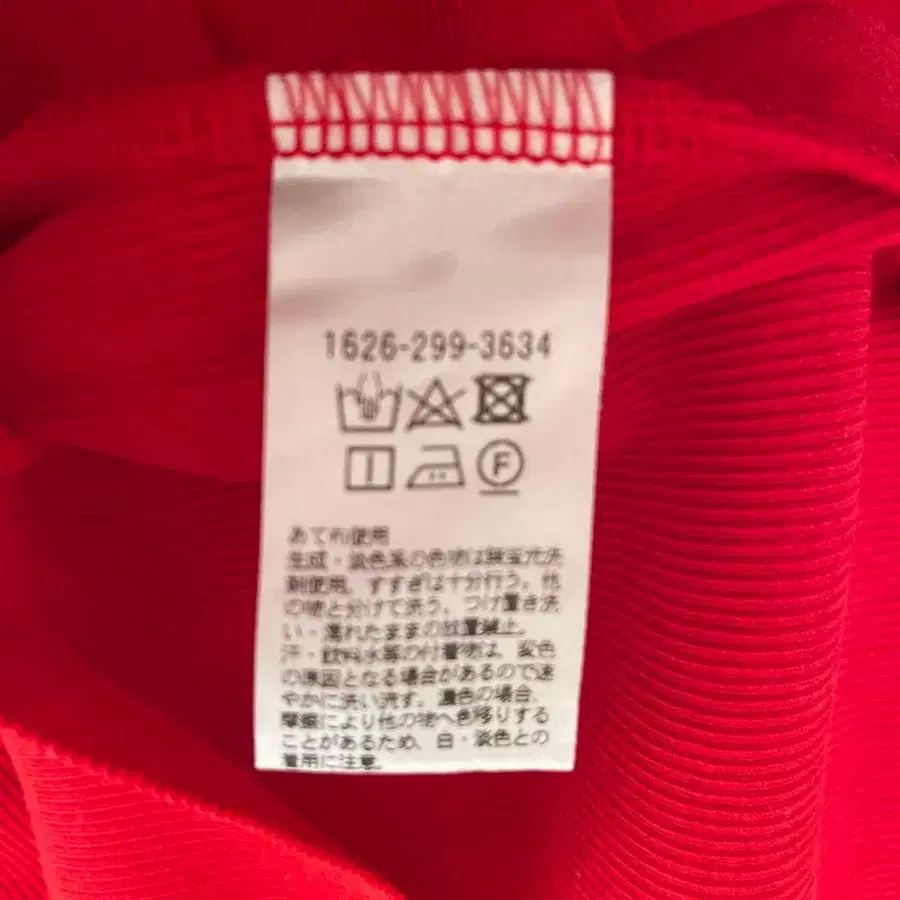 1626-299-3634
F
あて布使用
生成・淡色系の色物は無蛍光洗
剤使用。すすぎは十分行う。他
の物と分けて洗う。つけ置き洗
い・濡れたままの放置禁止。
汗・飲料水等の付着物は、変色
の原因となる場合があるので速
やかに洗い流す。濃色の場合、
摩擦により他の物へ色移りする
ことがあるため、白・淡色との
着用に注意。